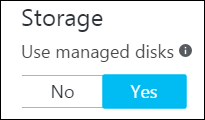 Storage
Use managed disks
No Yes